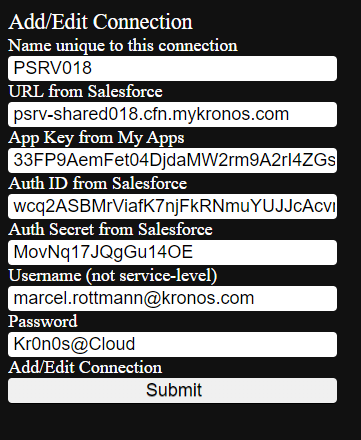 Add/Edit Connection
Name unique to this connection
PSRV018
URL from Salesforce
psrv-shared018.cfn.mykronos.com
App Key from My Apps
33FP9AemFet04DjdaMW2rm9A2rI4ZGs
Auth ID from Salesforce
wcq2ASBMrViafK7njFkRNmuYUJJcAcvr
Auth Secret from Salesforce
MovNq17JQgGu14OE
Username (not service-level)
marcel.rottmann@kronos.com
Password
Kr0n0s@Cloud
Add/Edit Connection
Submit